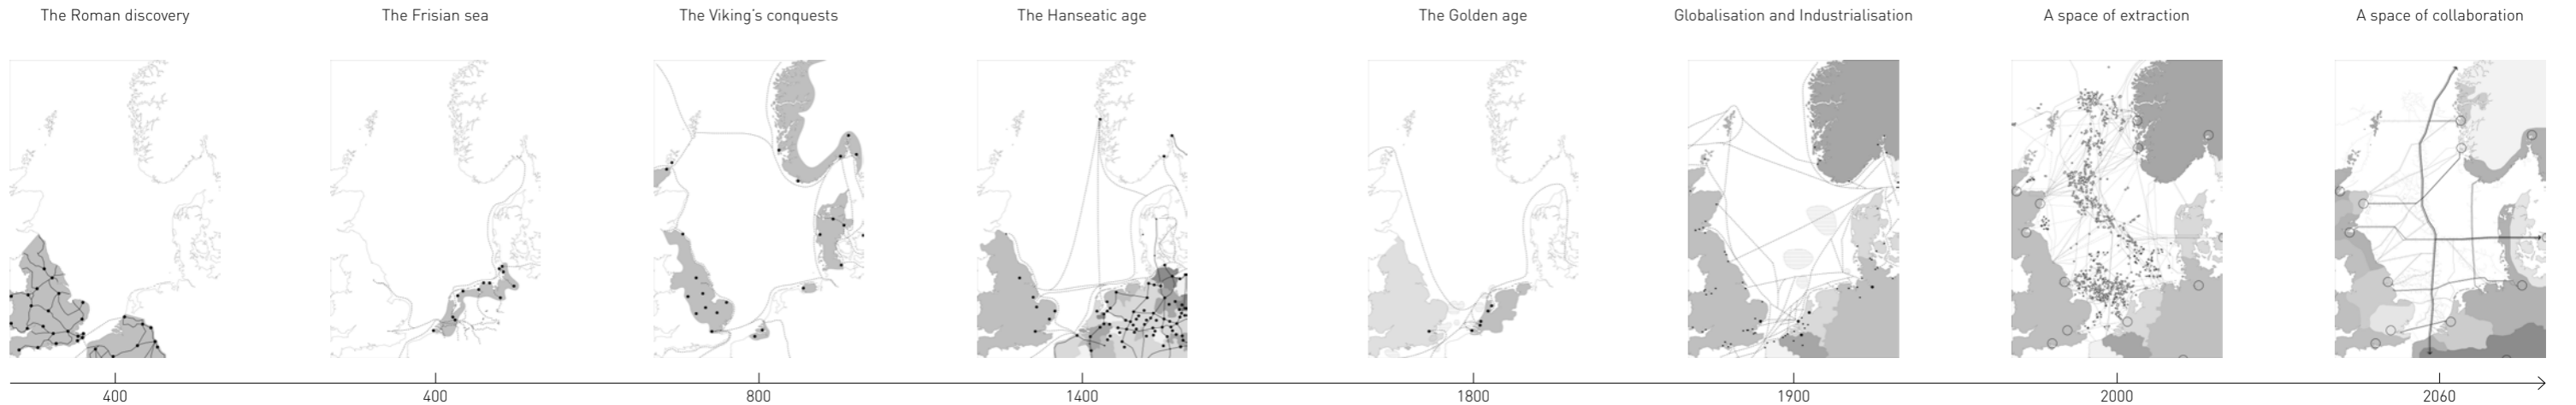 The Roman discovery
The Frisian sea
The Viking's conquests
The Hanseatic age
The Golden age
Globalisation and Industrialisation
A space of extraction
A space of collaboration
400
400
800
1400
1800
1900
2000
2060